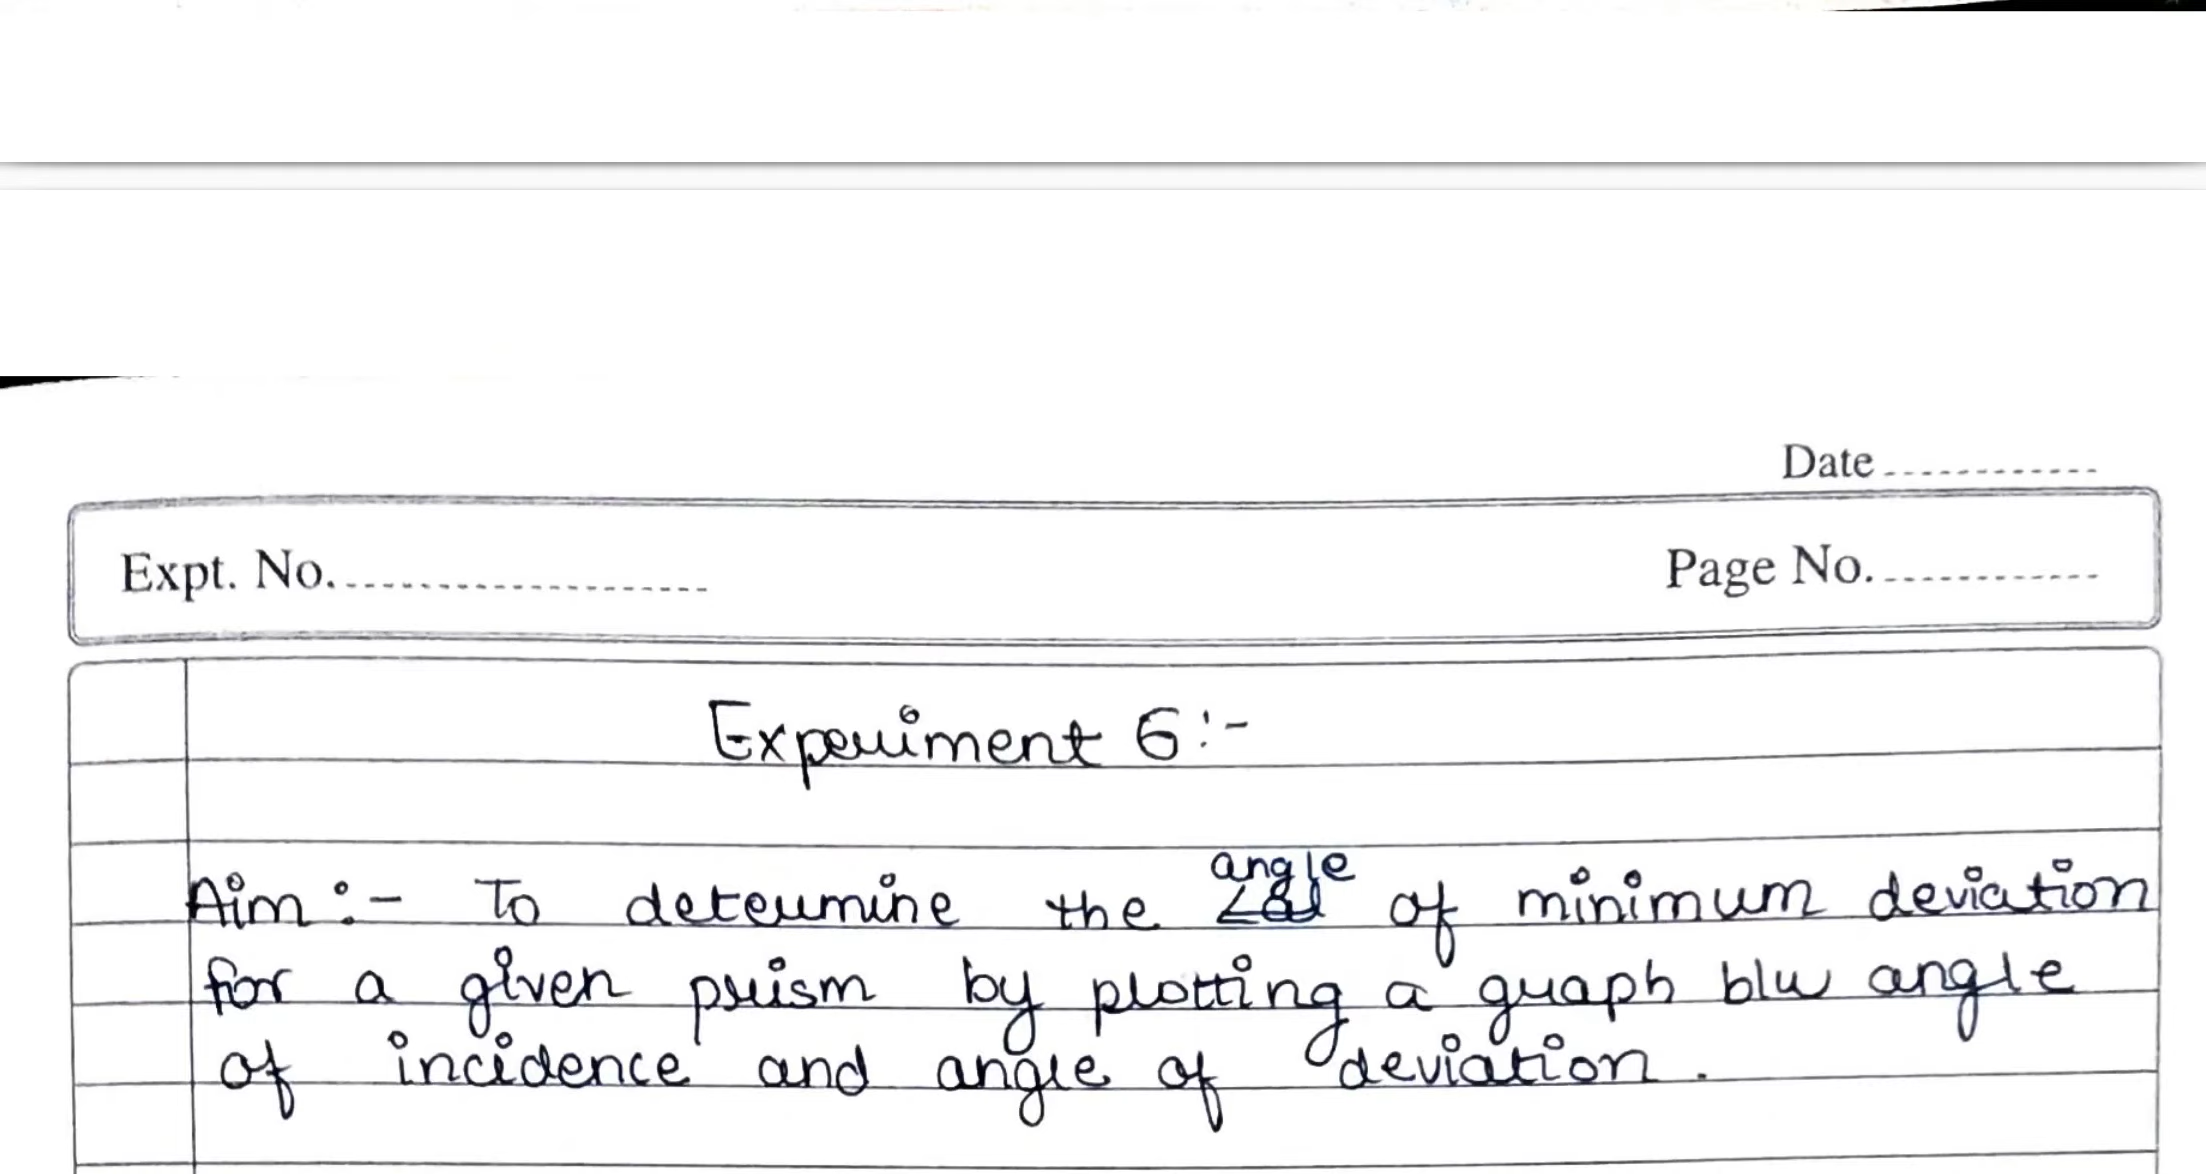 Date
Expt. No.
Page No.
Experiment 6:-
angle
Aim:- To determine the of minimum deviation
for a given prism by plotting a graph b/w angle
of incidence and angle of deviation.